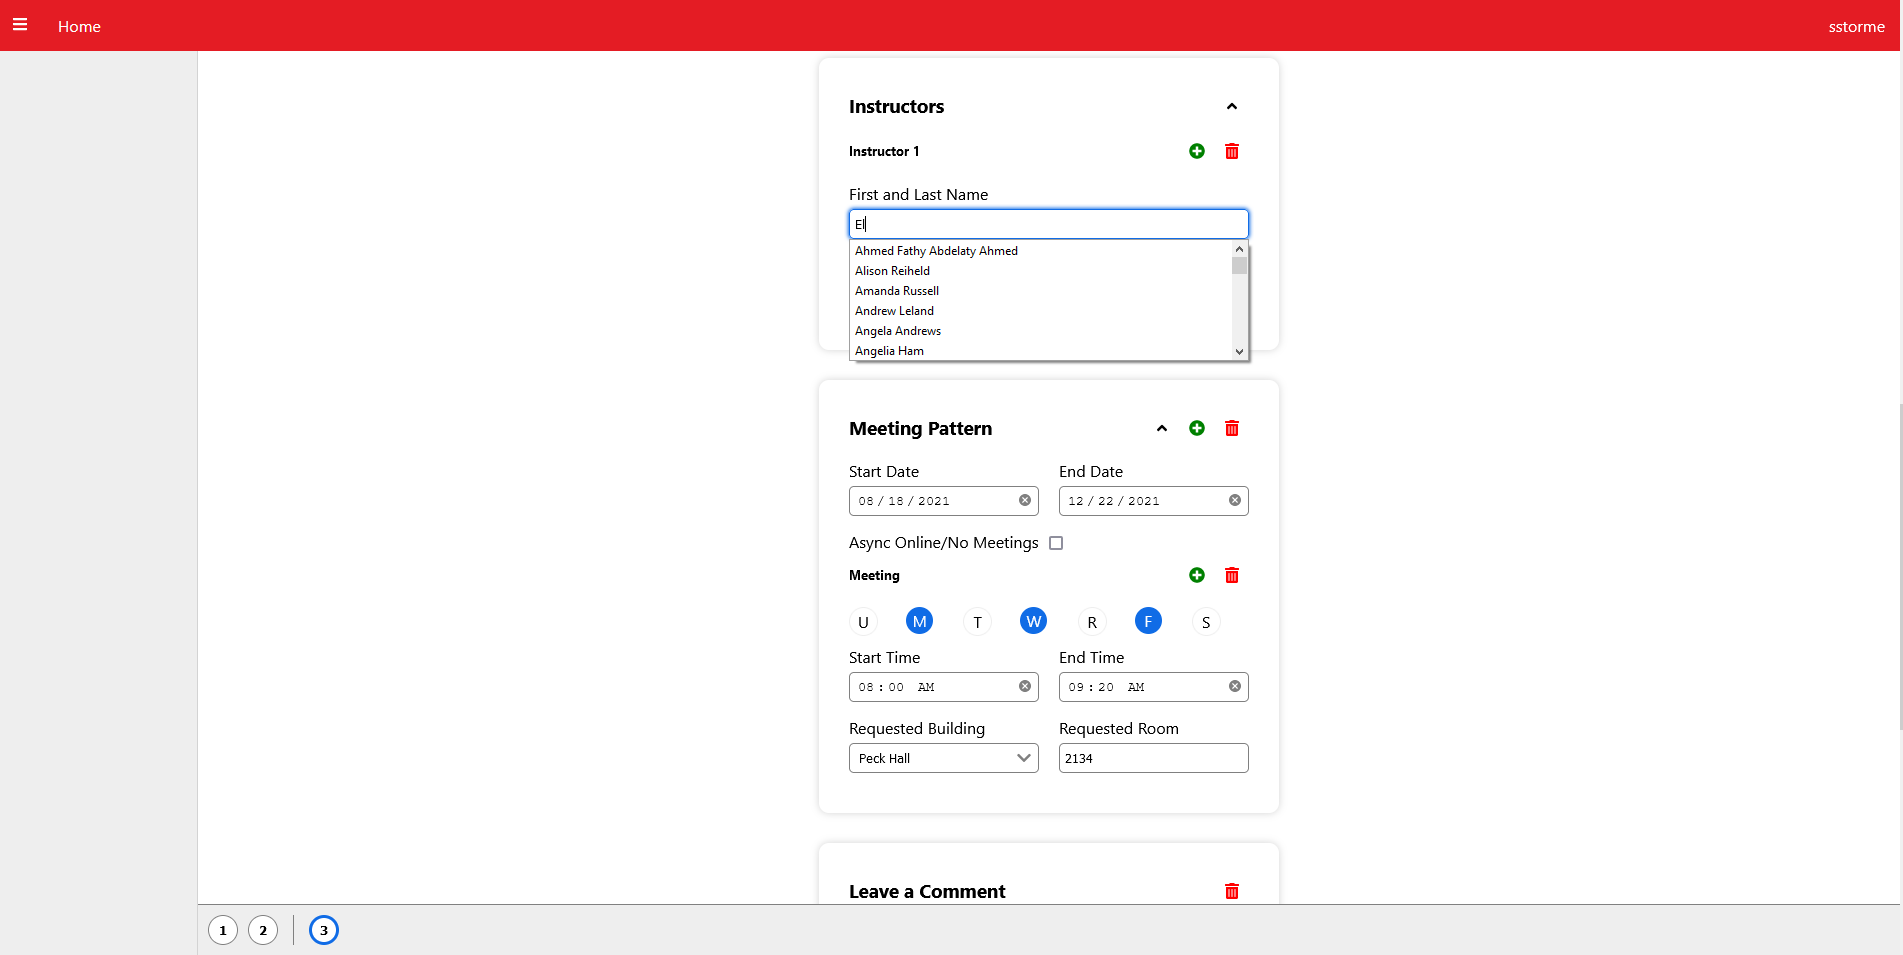 Home
sstorme
Instructors
Instructor 1
First and Last Name
El
Ahmed Fathy Abdelaty Ahmed
Alison Reiheld
Amanda Russell
Andrew Leland
Angela Andrews
Angelia Ham
Meeting Pattern
Start Date End Date
08 / 18 / 2021 12 / 22 / 2021
Async Online/No Meetings
Meeting
U M T W R F S
Start Time End Time
08 : 00 AM 09 : 20 AM
Requested Building Requested Room
Peck Hall 2134
Leave a Comment
1 2 3